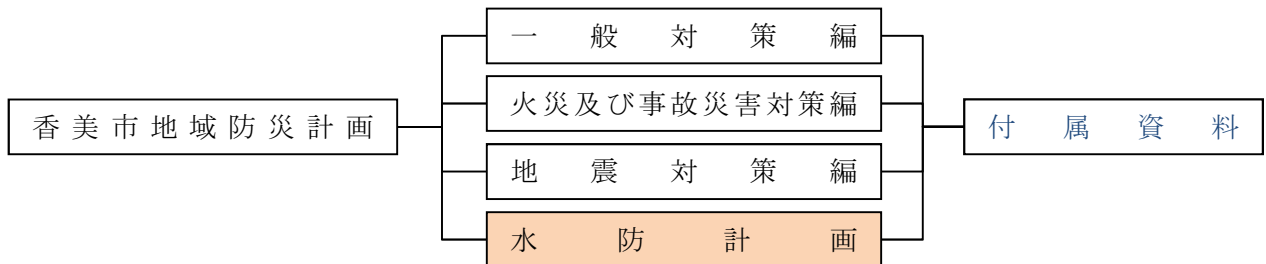 香美市地域防災計画
一般対策編
火災及び事故災害対策編
地震対策編
水防計画
付属資料